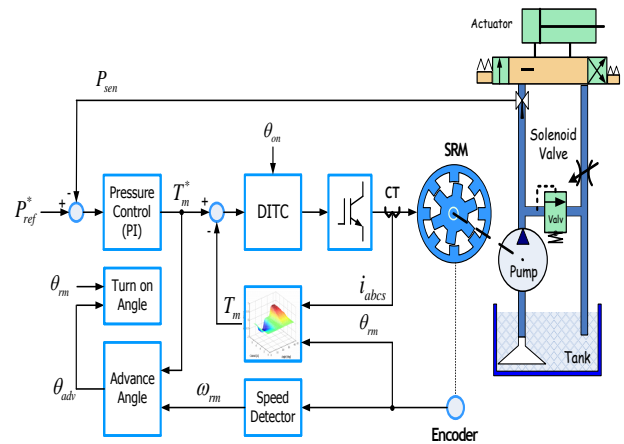 Actuator
P_sen
θ_on
SRM
Solenoid
Valve
CT
-
+
P*_ref
Pressure
Control
(PI)
T*_m
+
-
DITC
Valv
Pump
θ_rm
Turn on
Angle
T_m
i_abcs
θ_rm
Tank
θ_adv
Advance
Angle
ω_rm
Speed
Detector
Encoder